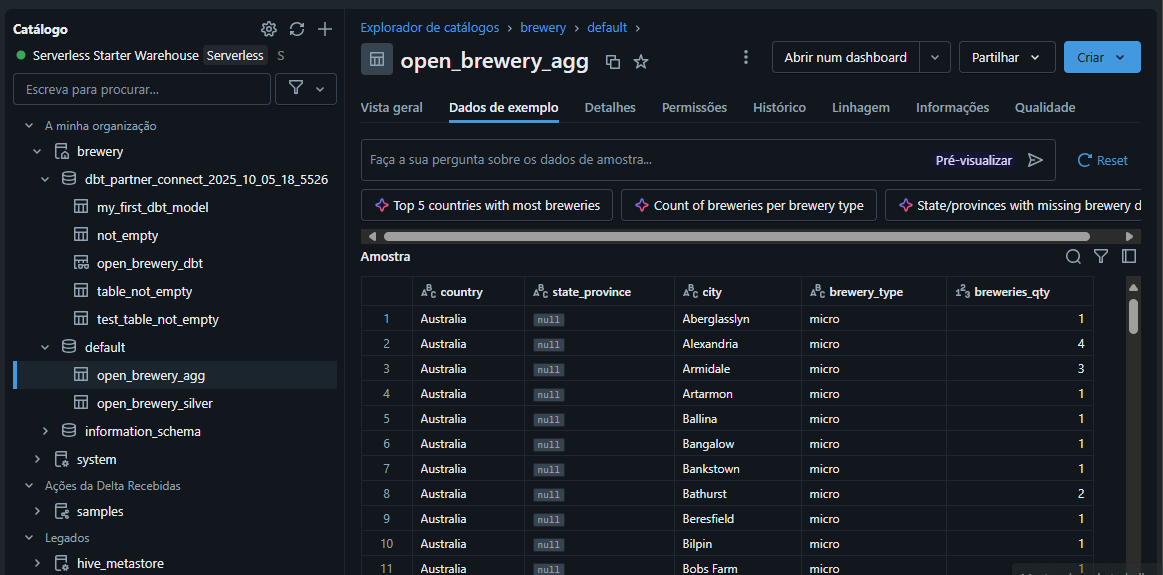 Catálogo
Serverless Starter Warehouse Serverless S
Escreva para procurar...
A minha organização
brewery
dbt_partner_connect_2025_10_05_18_5526
my_first_dbt_model
not_empty
open_brewery_dbt
table_not_empty
test_table_not_empty
default
open_brewery_agg
open_brewery_silver
information_schema
system
Ações da Delta Recebidas
samples
Legados
hive_metastore
Explorador de catálogos > brewery > default >
open_brewery_agg
Abrir num dashboard
Partilhar
Criar
Vista geral Dados de exemplo Detalhes Permissões Histórico Linhagem Informações Qualidade
Faça a sua pergunta sobre os dados de amostra... Pré-visualizar
Reset
Top 5 countries with most breweries
Count of breweries per brewery type
State/provinces with missing brewery d
Amostra
country state_province city brewery_type breweries_qty
1 Australia null Aberglasslyn micro 1
2 Australia null Alexandria micro 4
3 Australia null Armidale micro 3
4 Australia null Artarmon micro 1
5 Australia null Ballina micro 1
6 Australia null Bangalow micro 1
7 Australia null Bankstown micro 1
8 Australia null Bathurst micro 2
9 Australia null Beresfield micro 1
10 Australia null Bilpin micro 1
11 Australia null Bobs Farm micro 1